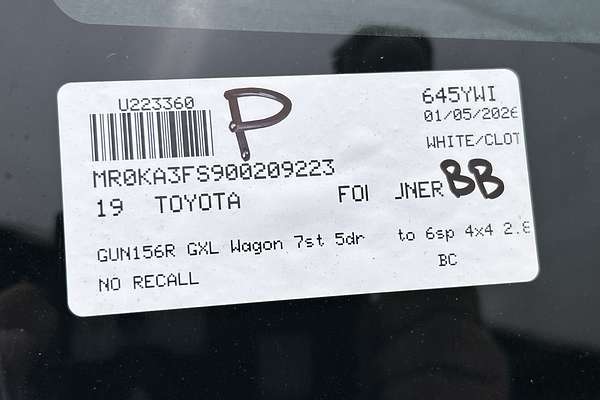 U223360
P
645YWI
01/05/2026
WHITE/CLOT
MR0KA3FS900209223
BB
19 TOYOTA FOI JNER
GUN156R GXL Wagon 7st 5dr to 6sp 4x4 2.8
NO RECALL
BC